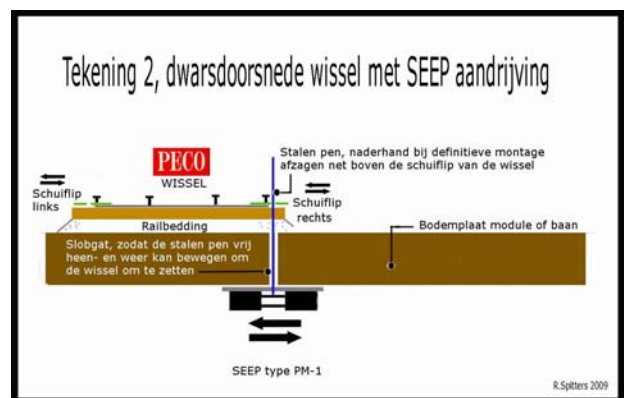 Tekening 2, dwarsdoorsnede wissel met SEEP aandrijving
PECO
WISSEL
Stalen pen, naderhand bij definitieve montage
afzagen net boven de schuiflip van de wissel
Schuiflip
links
Schuiflip
rechts
Railbedding
Bodemplaat module of baan
Slobgat, zodat de stalen pen vrij
heen- en weer kan bewegen om
de wissel om te zetten
SEEP type PM-1
R.Spitters 2009